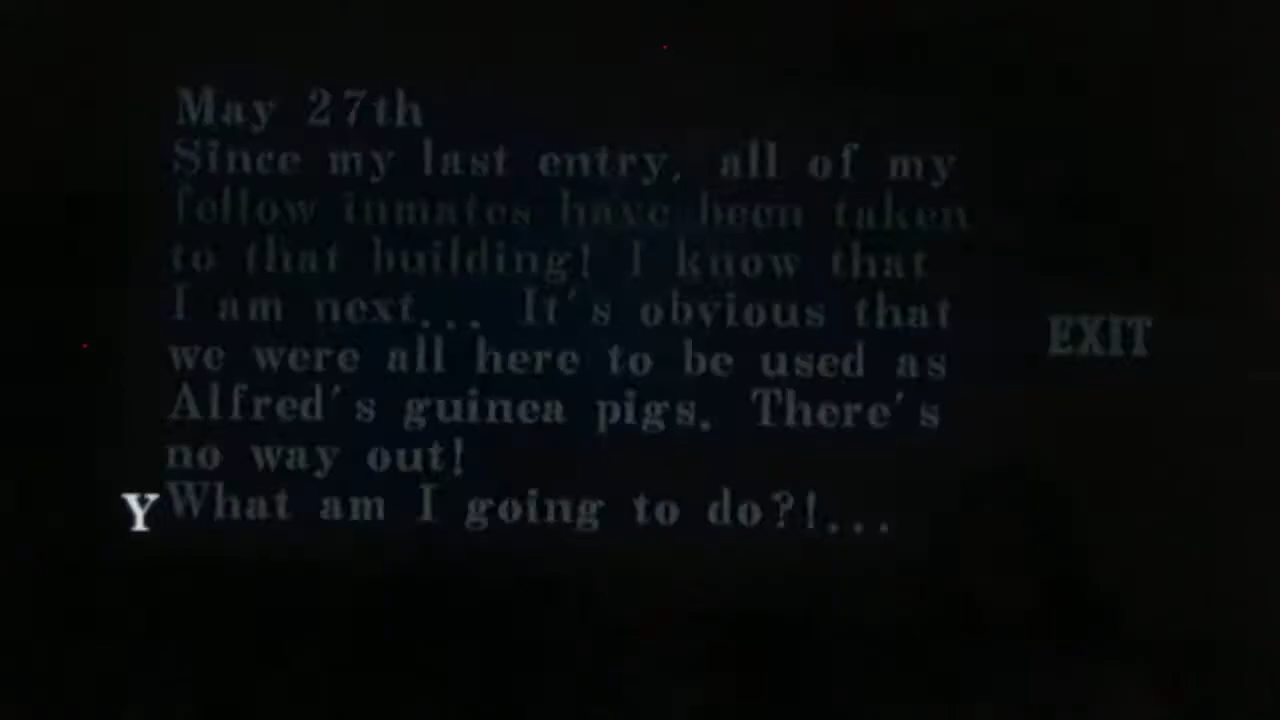 May 27th
Since my last entry, all of my
fellow inmates have been taken
to that building! I know that
I am next... It's obvious that
we were all here to be used as
EXIT
Alfred's guinea pigs. There's
no way out!
Y What am I going to do?!...